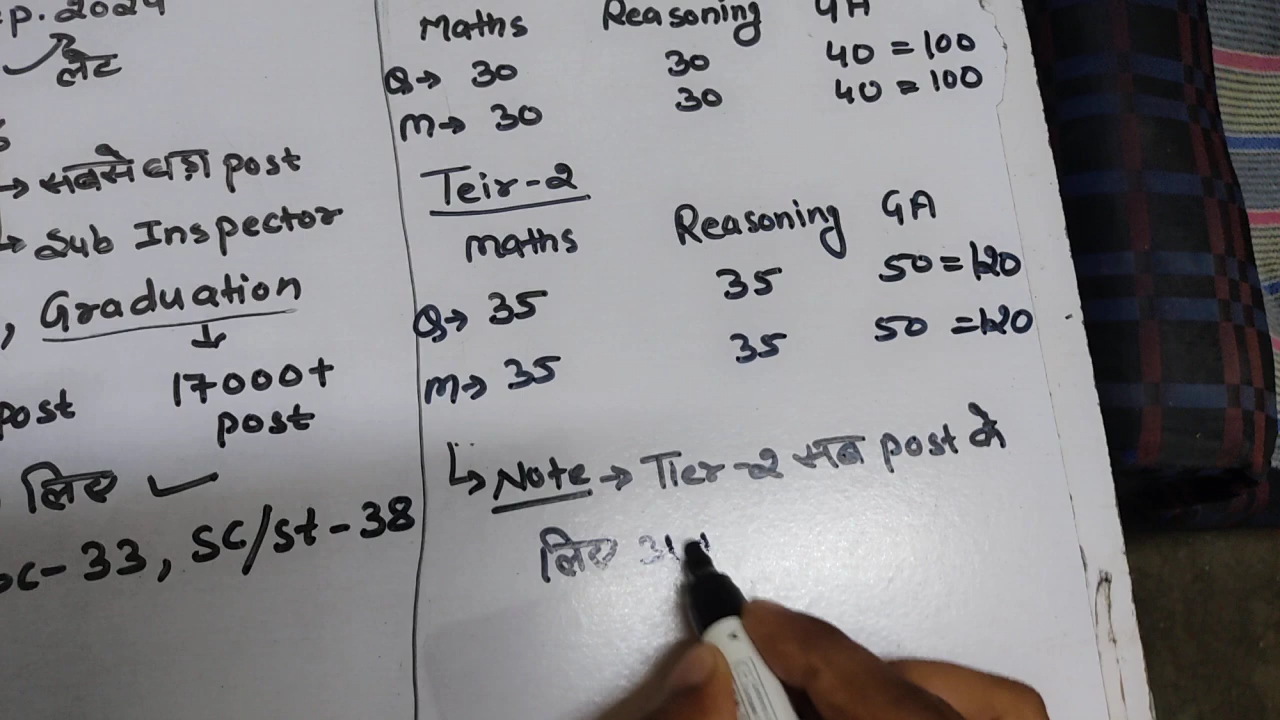 p. 2024
लेट
→ सबसे बड़ा post
→ Sub Inspector
, Graduation
↓
post 17000+
post
लिए ✓
c-33, SC/St-38
Maths Reasoning GA
Q→ 30 30 40 = 100
M→ 30 30 40 = 100
Teir-2
maths Reasoning GA
Q→ 35 35 50 = 120
M→ 35 35 50 = 120
↳ Note → Tier-2 सब post के
लिए